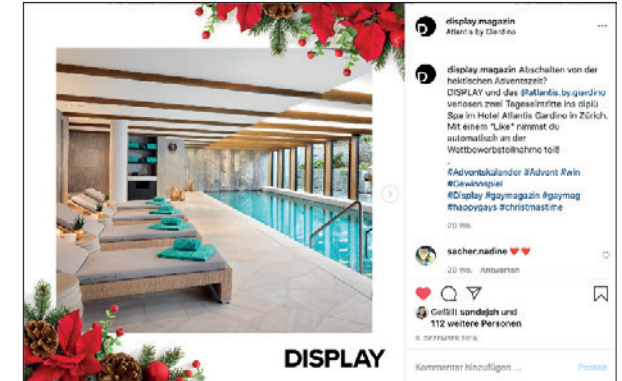 DISPLAY
display.magazin
Atlantis by Giardino
display.magazin Abschalten von der
hektischen Adventszeit?
DISPLAY und das @atlantis.by.giardino
verlosen zwei Tageseintritte ins dipiù
Spa im Hotel Atlantis Gardino in Zürich.
Mit einem "Like" nimmst du
automatisch an der
Wettbewerbsteilnahme teil!
.
#Adventskalender #Advent #win
#Gewinnspiel
#Display #gaymagazin #gaymag
#happygays #christmastime
20 Wo.
sacher.nadine
20 Wo. Antworten
Gefällt sandejah und
112 weitere Personen
6. DEZEMBER 2019
Kommentar hinzufügen ...
Posten